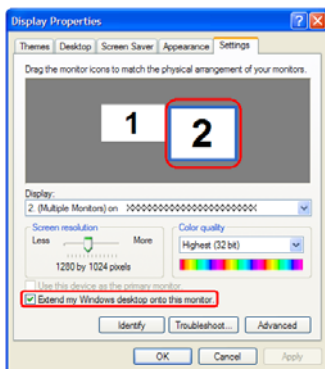 Display Properties
Themes Desktop Screen Saver Appearance Settings
Drag the monitor icons to match the physical arrangement of your monitors.
1
2
Display:
2. (Multiple Monitors) on XXXXXXXXXXXXXXXXXXXXXX
Screen resolution
Less More
1280 by 1024 pixels
Color quality
Highest (32 bit)
Use this device as the primary monitor.
Extend my Windows desktop onto this monitor.
Identify Troubleshoot... Advanced
OK Cancel Apply